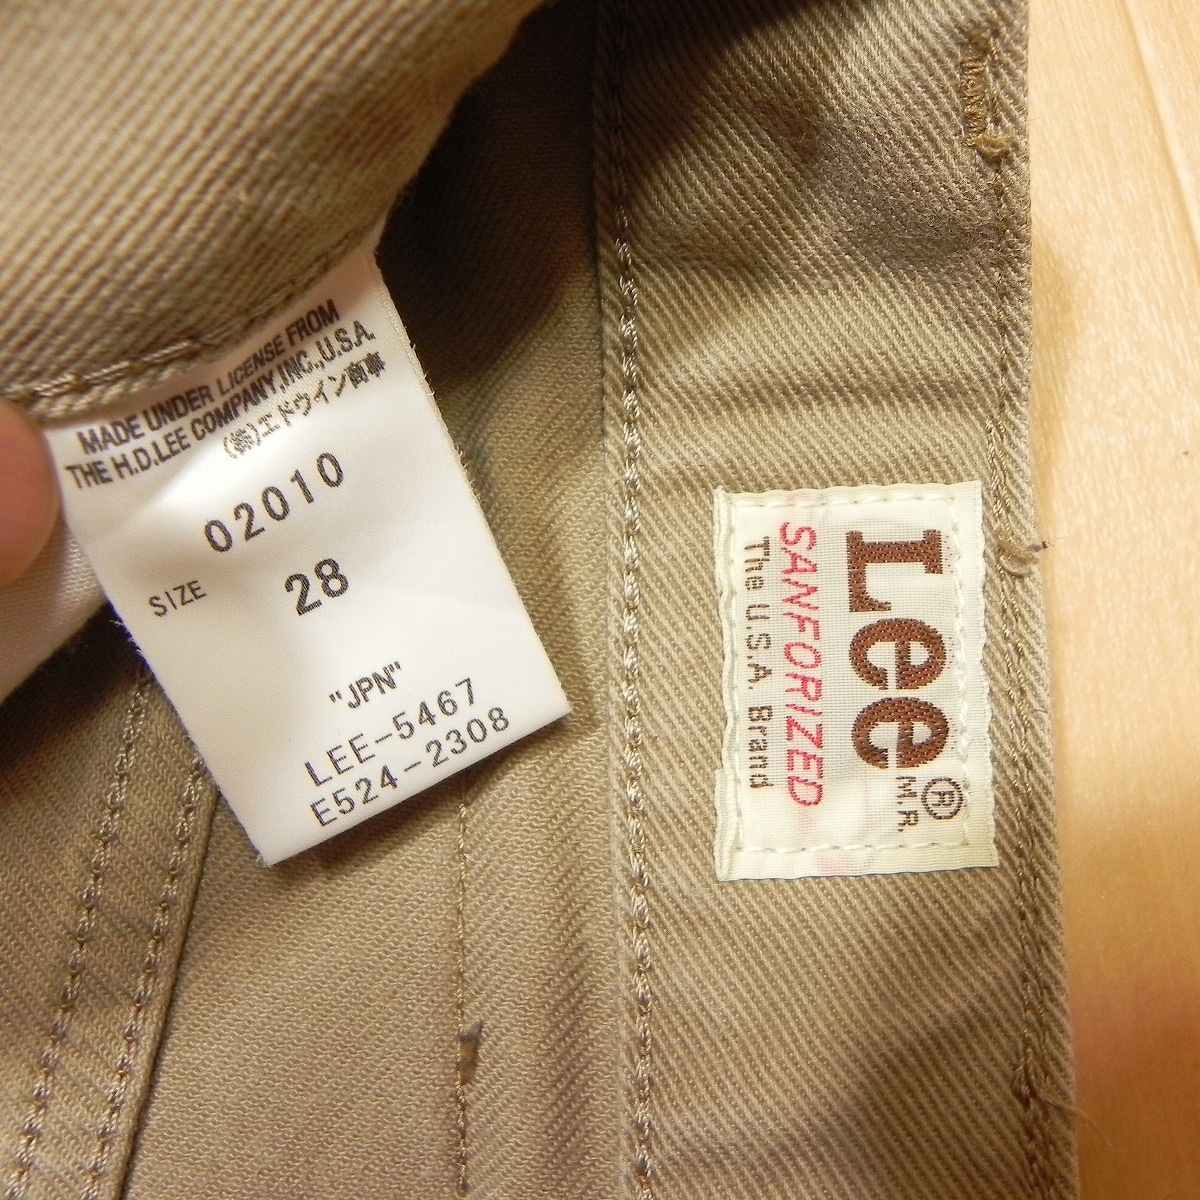 MADE UNDER LICENSE FROM
THE H.D.LEE COMPANY,INC.,U.S.A.
(株)エドウイン商事
02010
SIZE 28
"JPN"
LEE-5467
E524-2308
Lee® M.R.
SANFORIZED
The U.S.A. Brand